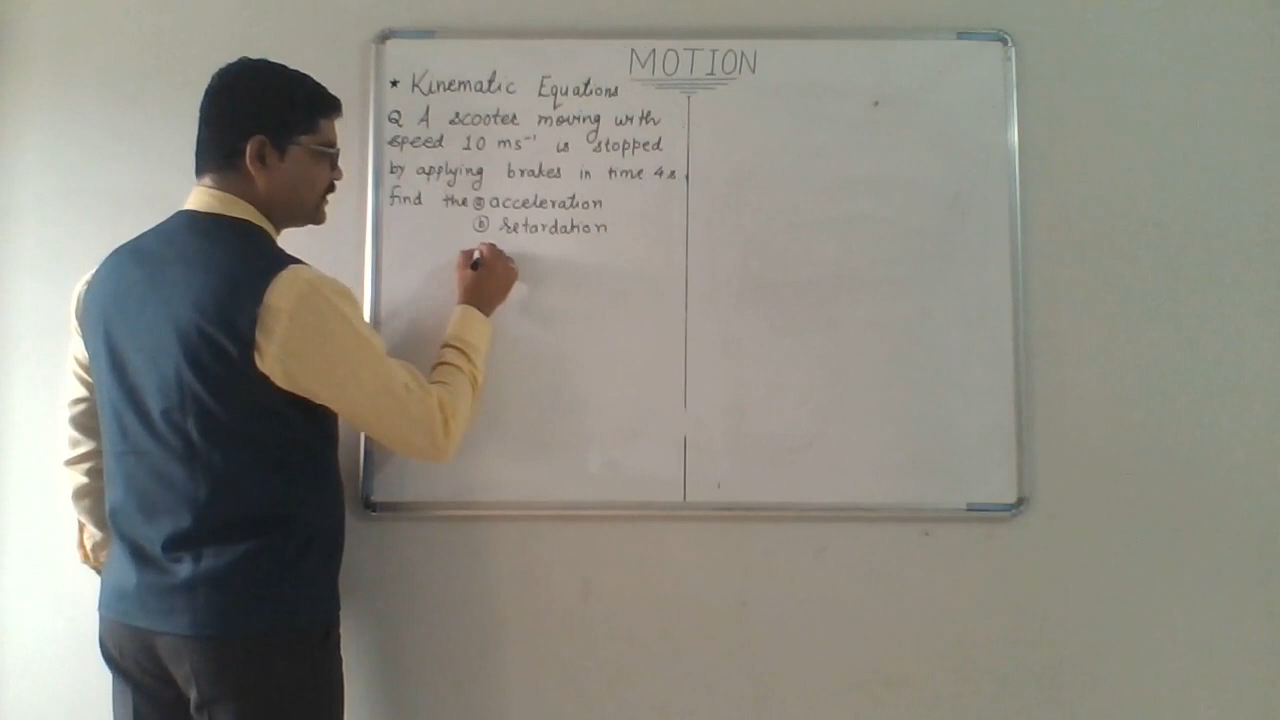 MOTION
★ Kinematic Equations
Q A scooter moving with
speed 10 ms⁻¹ is stopped
by applying brakes in time 4s.
find the ⓐ acceleration
ⓑ retardation